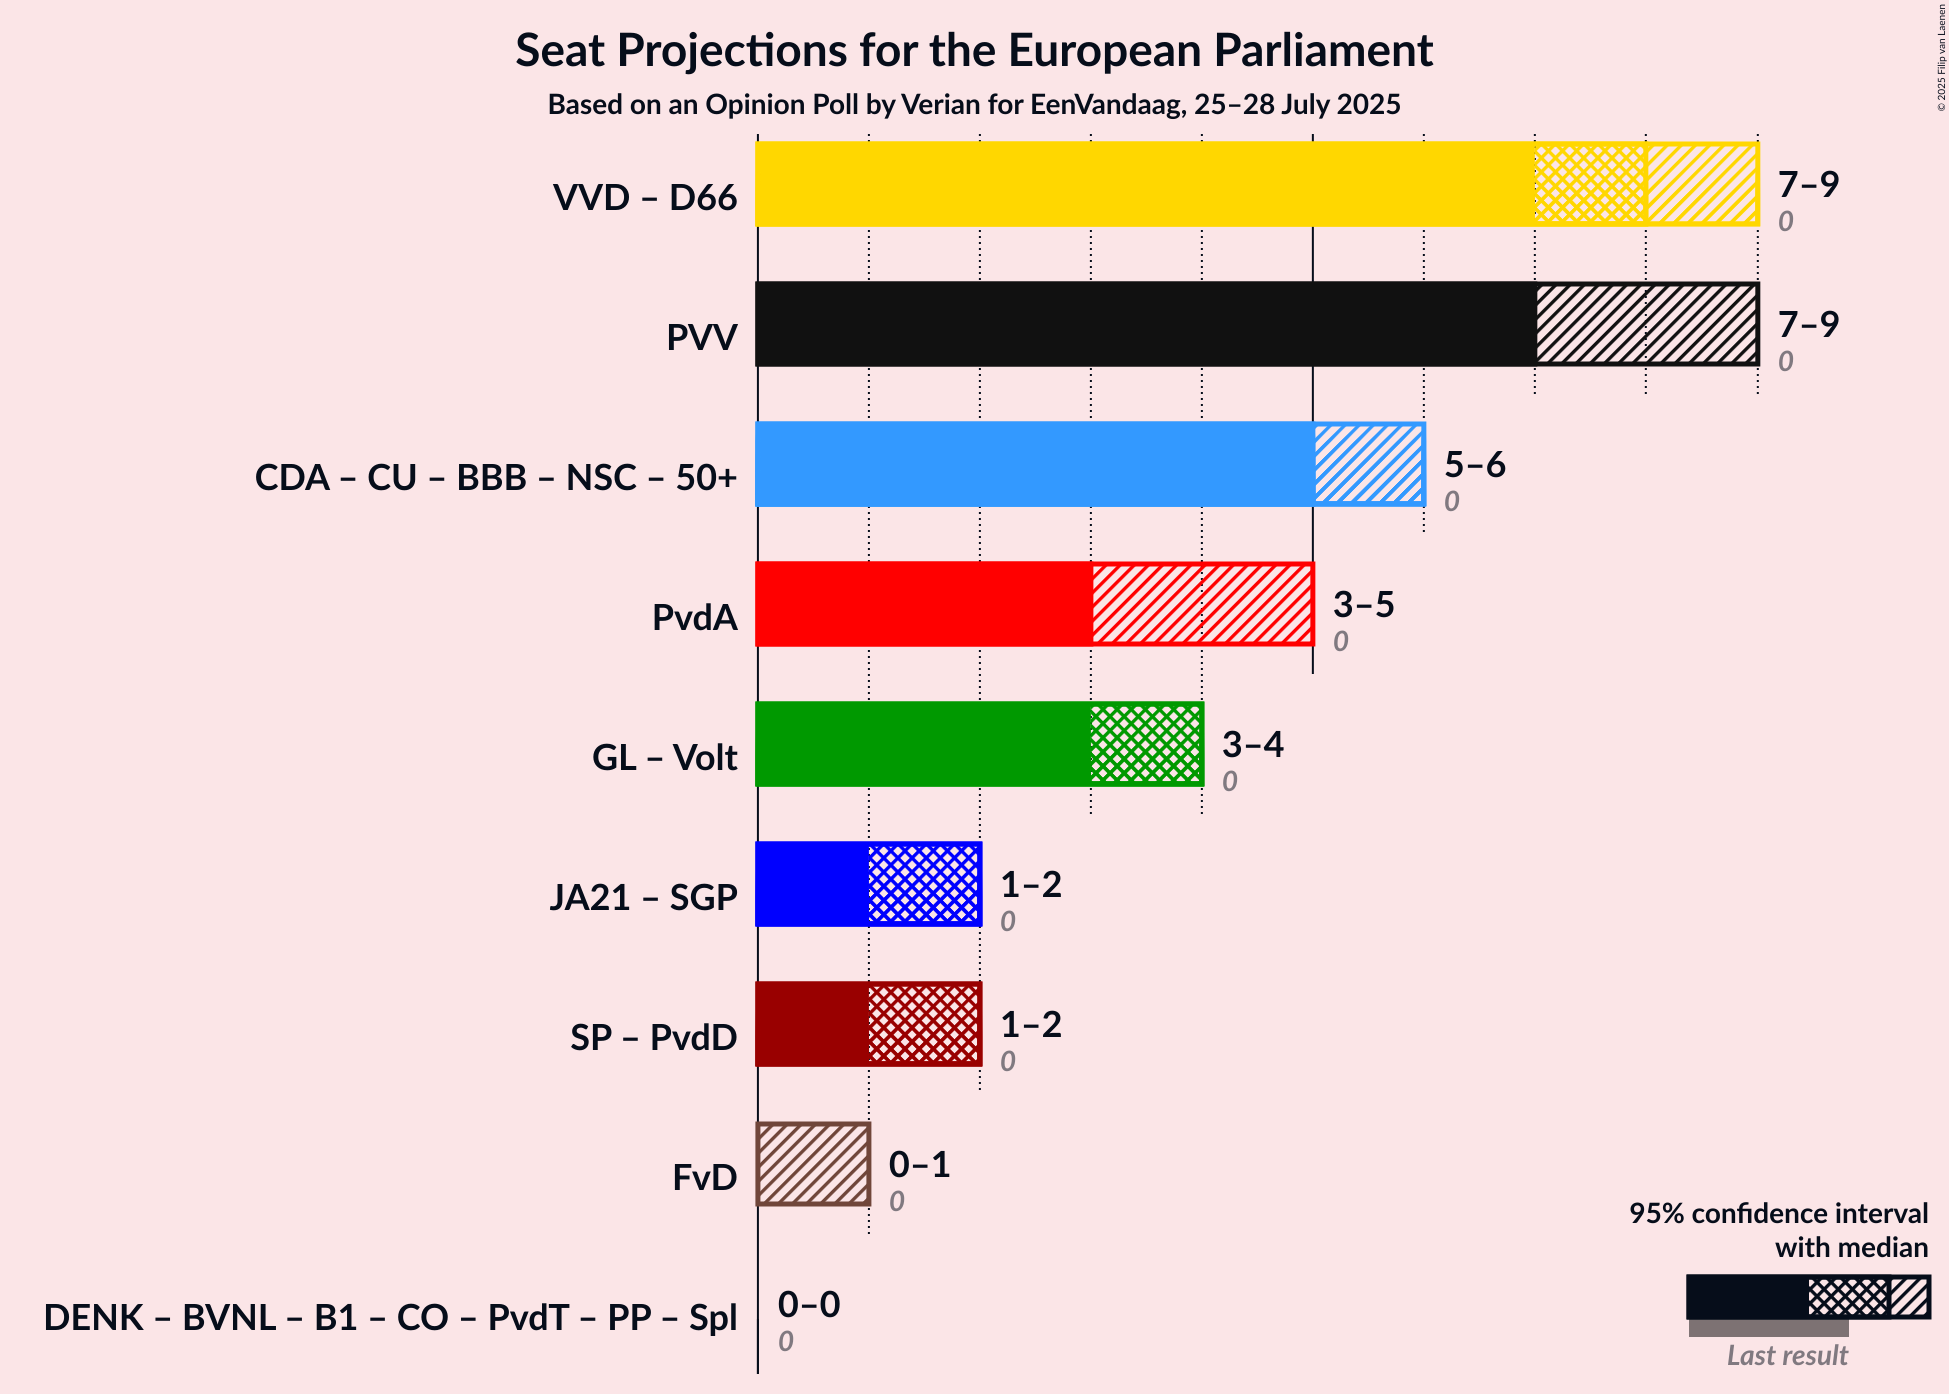 Seat Projections for the European Parliament
Based on an Opinion Poll by Verian for EenVandaag, 25–28 July 2025
© 2025 Filip van Laenen
VVD – D66
7–9
0
PVV
7–9
0
CDA – CU – BBB – NSC – 50+
5–6
0
PvdA
3–5
0
GL – Volt
3–4
0
JA21 – SGP
1–2
0
SP – PvdD
1–2
0
FvD
0–1
0
DENK – BVNL – B1 – CO – PvdT – PP – Spl
0–0
0
95% confidence interval
with median
Last result